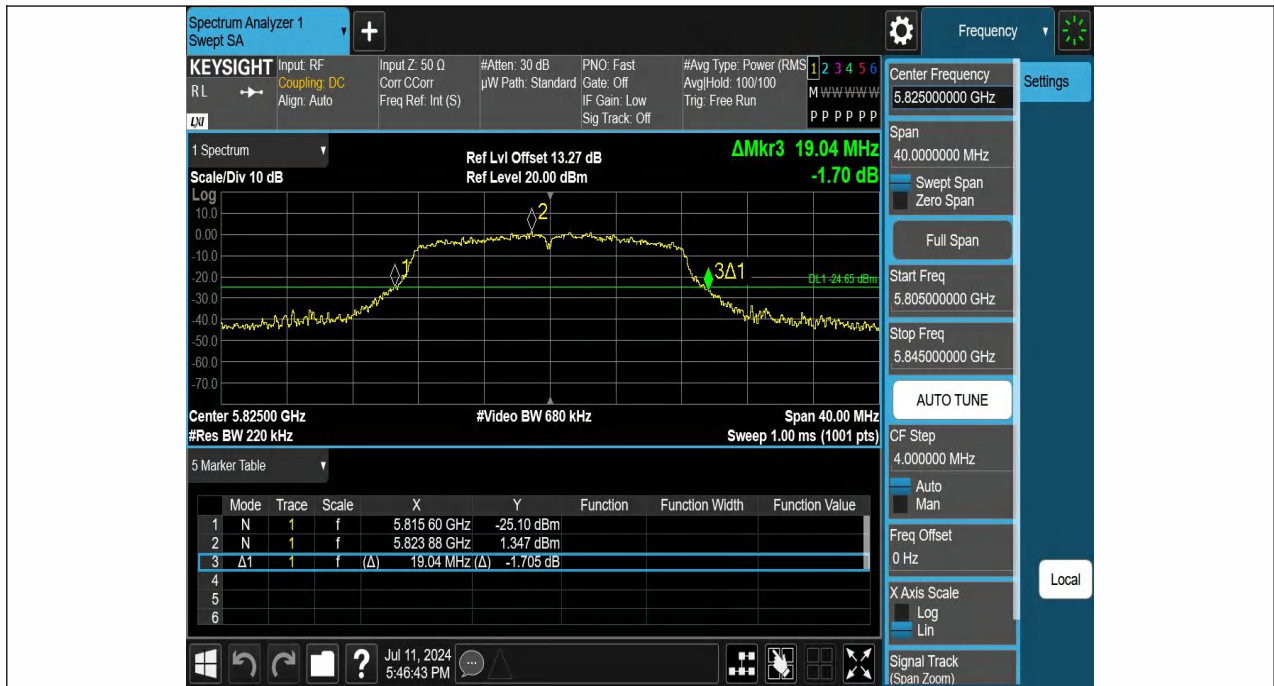 Spectrum Analyzer 1
Swept SA
+
Frequency
KEYSIGHT
RL
LXI
Input: RF
Coupling: DC
Align: Auto
Input Z: 50 Ω
Corr CCorr
Freq Ref: Int (S)
#Atten: 30 dB
µW Path: Standard
PNO: Fast
Gate: Off
IF Gain: Low
Sig Track: Off
#Avg Type: Power (RMS
Avg|Hold: 100/100
Trig: Free Run
1 2 3 4 5 6
M W W W W W
P P P P P P
1 Spectrum
Scale/Div 10 dB
Ref Lvl Offset 13.27 dB
Ref Level 20.00 dBm
ΔMkr3 19.04 MHz
-1.70 dB
Log
10.0
0.00
-10.0
-20.0
-30.0
-40.0
-50.0
-60.0
-70.0
1
2
3Δ1
DL1 -24.65 dBm
Center 5.82500 GHz
#Video BW 680 kHz
Span 40.00 MHz
#Res BW 220 kHz
Sweep 1.00 ms (1001 pts)
5 Marker Table
Mode Trace Scale X Y Function Function Width Function Value
1 N 1 f 5.815 60 GHz -25.10 dBm
2 N 1 f 5.823 88 GHz 1.347 dBm
3 Δ1 1 f (Δ) 19.04 MHz (Δ) -1.705 dB
4
5
6
?
Jul 11, 2024
5:46:43 PM
Center Frequency
5.825000000 GHz
Span
40.0000000 MHz
Swept Span
Zero Span
Full Span
Start Freq
5.805000000 GHz
Stop Freq
5.845000000 GHz
AUTO TUNE
CF Step
4.000000 MHz
Auto
Man
Freq Offset
0 Hz
X Axis Scale
Log
Lin
Signal Track
(Span Zoom)
Settings
Local